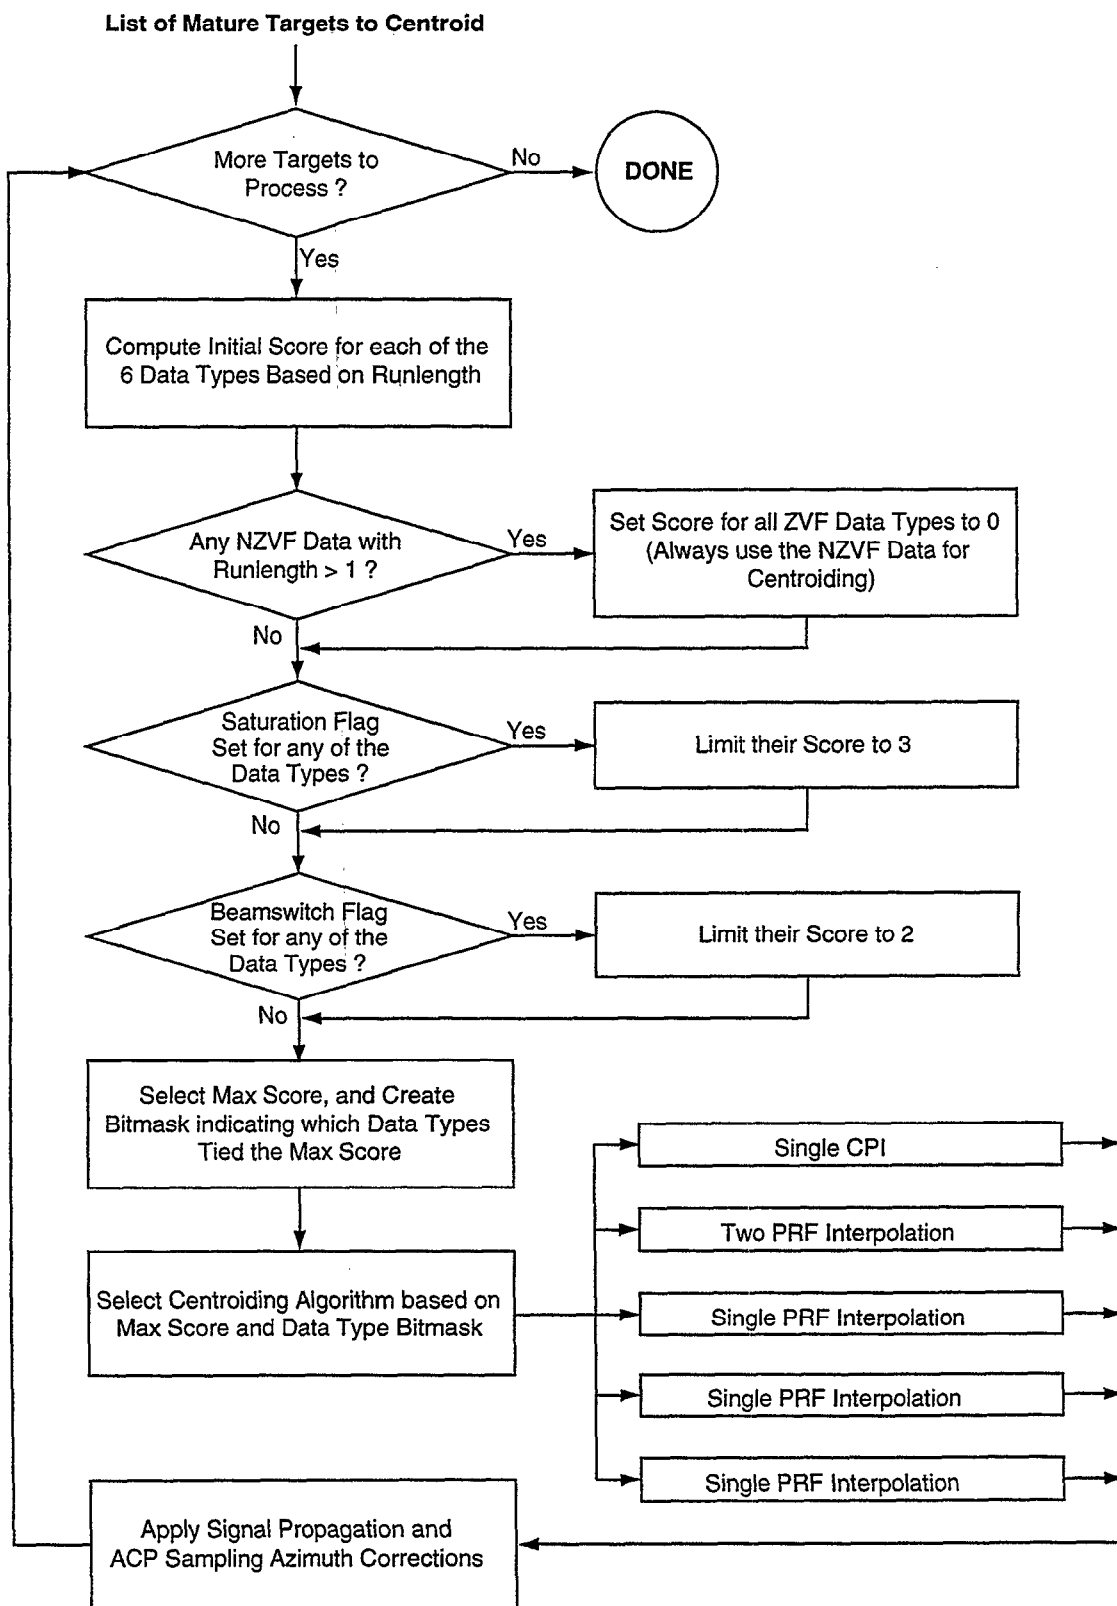 List of Mature Targets to Centroid
More Targets to
Process ?
No
DONE
Yes
Compute Initial Score for each of the
6 Data Types Based on Runlength
Any NZVF Data with
Runlength > 1 ?
Yes
Set Score for all ZVF Data Types to 0
(Always use the NZVF Data for
Centroiding)
No
Saturation Flag
Set for any of the
Data Types ?
Yes
Limit their Score to 3
No
Beamswitch Flag
Set for any of the
Data Types ?
Yes
Limit their Score to 2
No
Select Max Score, and Create
Bitmask indicating which Data Types
Tied the Max Score
Select Centroiding Algorithm based on
Max Score and Data Type Bitmask
Single CPI
Two PRF Interpolation
Single PRF Interpolation
Single PRF Interpolation
Single PRF Interpolation
Apply Signal Propagation and
ACP Sampling Azimuth Corrections